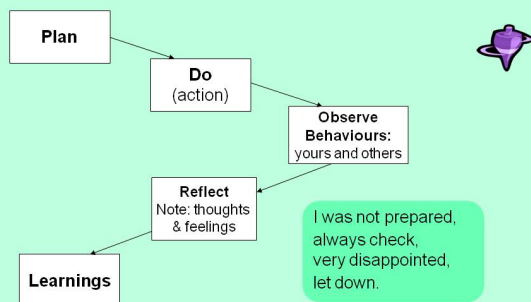 Plan
Do
(action)
Observe
Behaviours:
yours and others
Reflect
Note: thoughts
& feelings
I was not prepared,
always check,
very disappointed,
let down.
Learnings